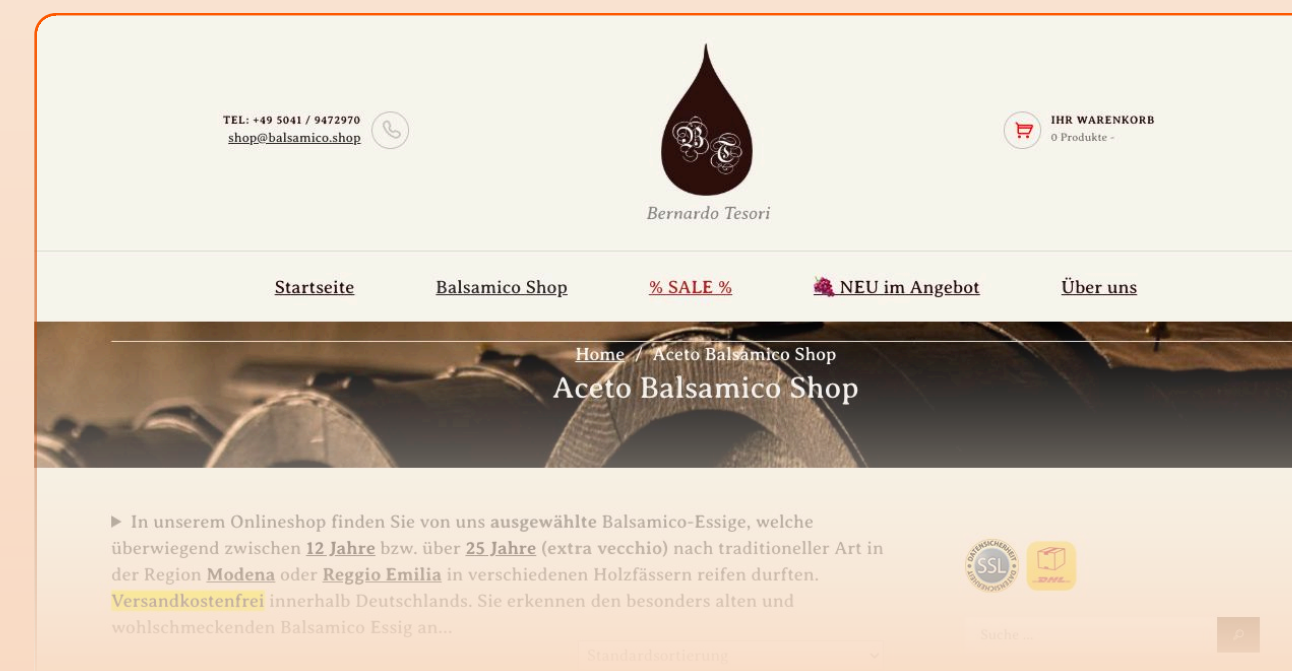 TEL: +49 5041 / 9472970
shop@balsamico.shop
BT
Bernardo Tesori
IHR WARENKORB
0 Produkte -
Startseite
Balsamico Shop
% SALE %
NEU im Angebot
Über uns
Home / Aceto Balsamico Shop
Aceto Balsamico Shop
▶ In unserem Onlineshop finden Sie von uns ausgewählte Balsamico-Essige, welche
überwiegend zwischen 12 Jahre bzw. über 25 Jahre (extra vecchio) nach traditioneller Art in
der Region Modena oder Reggio Emilia in verschiedenen Holzfässern reifen durften.
Versandkostenfrei innerhalb Deutschlands. Sie erkennen den besonders alten und
wohlschmeckenden Balsamico Essig an...
DATENSICHERHEIT
SSL
DATENSICHERHEIT
DHL
Suche ...
Standardsortierung